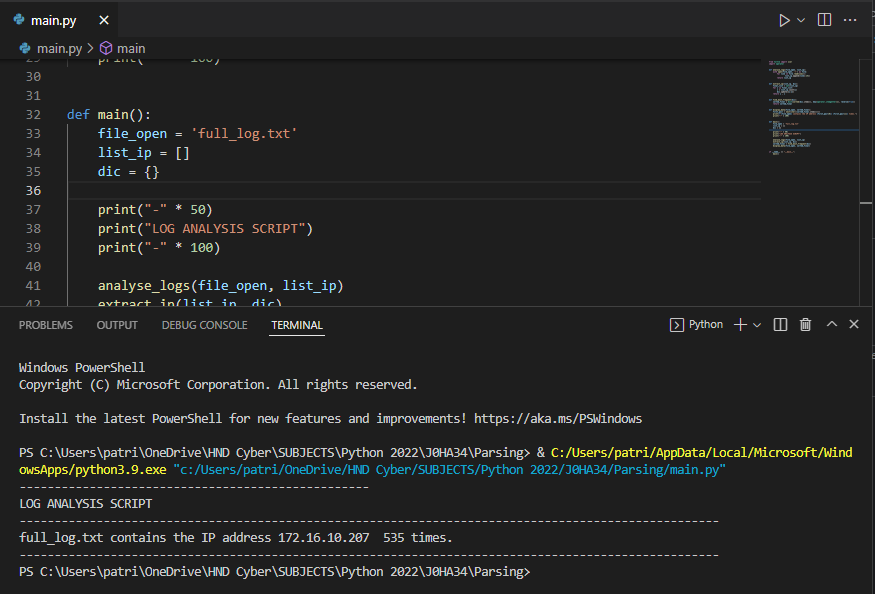 main.py
main.py > main
29 print("-" * 100)
30
31
32 def main():
33 file_open = 'full_log.txt'
34 list_ip = []
35 dic = {}
36
37 print("-" * 50)
38 print("LOG ANALYSIS SCRIPT")
39 print("-" * 100)
40
41 analyse_logs(file_open, list_ip)
42 extract_ip(list_ip, dic)
PROBLEMS OUTPUT DEBUG CONSOLE TERMINAL Python
Windows PowerShell
Copyright (C) Microsoft Corporation. All rights reserved.
Install the latest PowerShell for new features and improvements! https://aka.ms/PSWindows
PS C:\Users\patri\OneDrive\HND Cyber\SUBJECTS\Python 2022\J0HA34\Parsing> & C:/Users/patri/AppData/Local/Microsoft/Wind
owsApps/python3.9.exe "c:/Users/patri/OneDrive/HND Cyber/SUBJECTS/Python 2022/J0HA34/Parsing/main.py"
--------------------------------------------------
LOG ANALYSIS SCRIPT
----------------------------------------------------------------------------------------------------
full_log.txt contains the IP address 172.16.10.207  535 times.
----------------------------------------------------------------------------------------------------
PS C:\Users\patri\OneDrive\HND Cyber\SUBJECTS\Python 2022\J0HA34\Parsing>